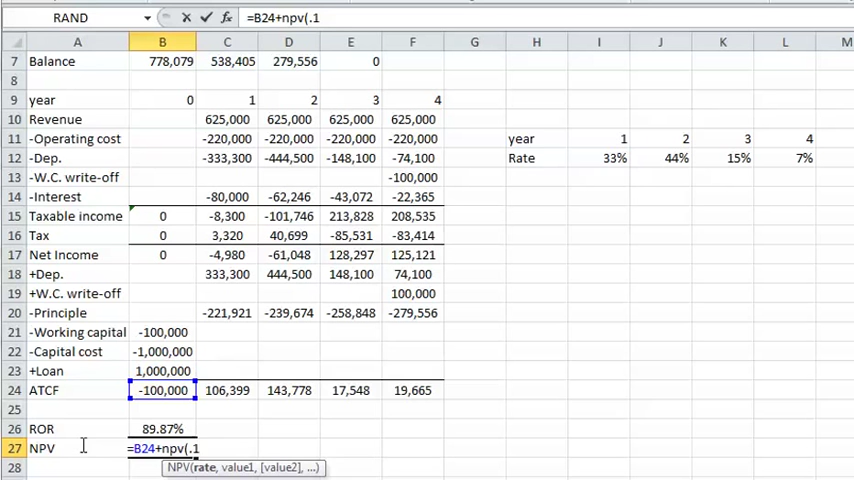 RAND =B24+npv(.1
A B C D E F G H I J K L M
7 Balance 778,079 538,405 279,556 0
8
9 year 0 1 2 3 4
10 Revenue 625,000 625,000 625,000 625,000
11 -Operating cost -220,000 -220,000 -220,000 -220,000 year 1 2 3 4
12 -Dep. -333,300 -444,500 -148,100 -74,100 Rate 33% 44% 15% 7%
13 -W.C. write-off -100,000
14 -Interest -80,000 -62,246 -43,072 -22,365
15 Taxable income 0 -8,300 -101,746 213,828 208,535
16 Tax 0 3,320 40,699 -85,531 -83,414
17 Net Income 0 -4,980 -61,048 128,297 125,121
18 +Dep. 333,300 444,500 148,100 74,100
19 +W.C. write-off 100,000
20 -Principle -221,921 -239,674 -258,848 -279,556
21 -Working capital -100,000
22 -Capital cost -1,000,000
23 +Loan 1,000,000
24 ATCF -100,000 106,399 143,778 17,548 19,665
25
26 ROR 89.87%
27 NPV =B24+npv(.1
28 NPV(rate, value1, [value2], ...)